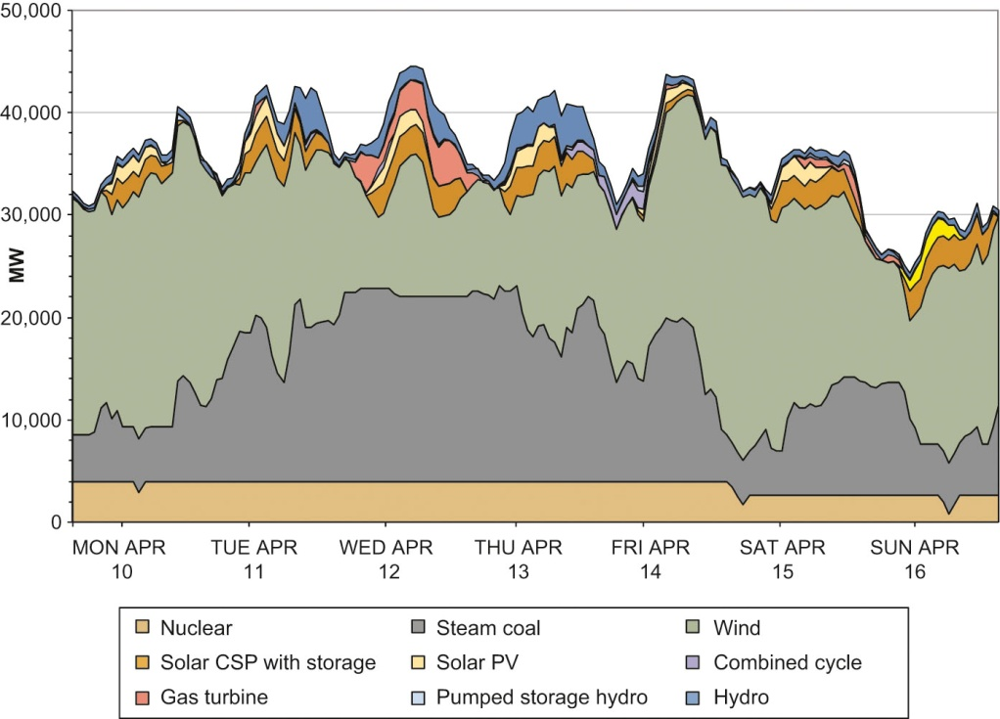 50,000
40,000
30,000
20,000
10,000
0
MW
MON APR
10
TUE APR
11
WED APR
12
THU APR
13
FRI APR
14
SAT APR
15
SUN APR
16
Nuclear
Steam coal
Wind
Solar CSP with storage
Solar PV
Combined cycle
Gas turbine
Pumped storage hydro
Hydro